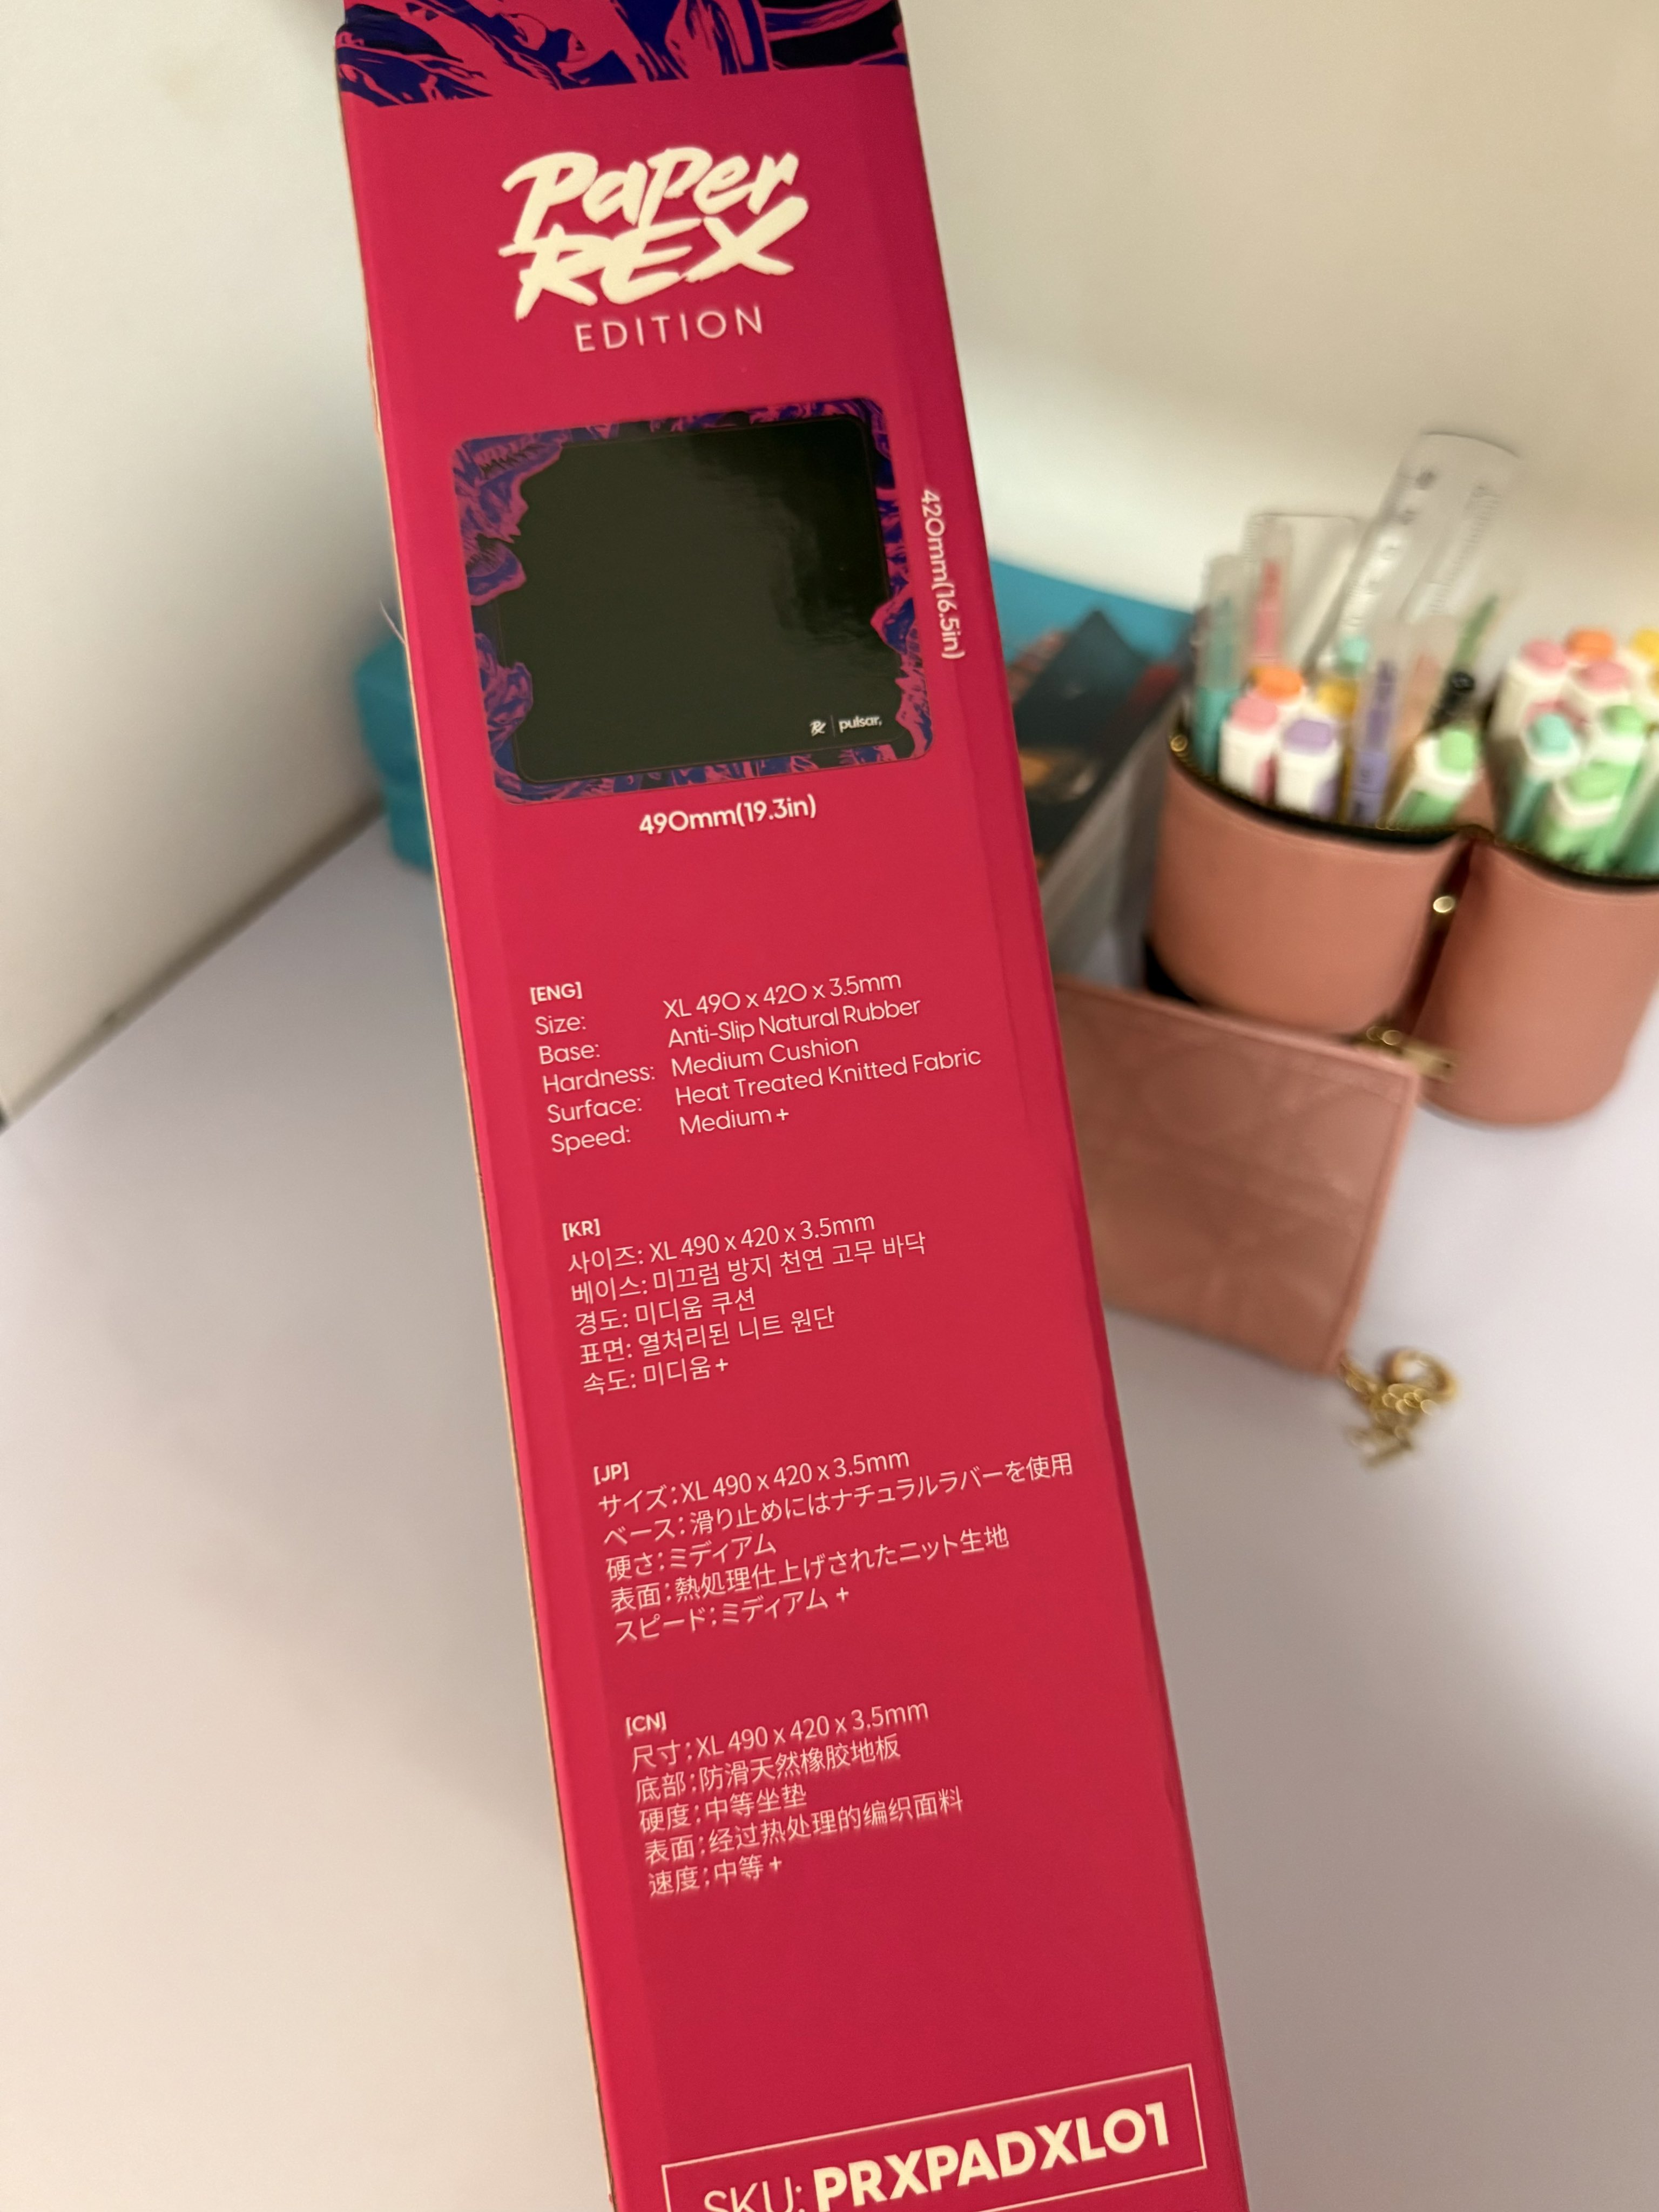 Paper
REX
EDITION
420mm(16.5in)
pulsar.
490mm(19.3in)
[ENG]
Size: XL 490 x 420 x 3.5mm
Base: Anti-Slip Natural Rubber
Hardness: Medium Cushion
Surface: Heat Treated Knitted Fabric
Speed: Medium+
[KR]
사이즈: XL 490 x 420 x 3.5mm
베이스: 미끄럼 방지 천연 고무 바닥
경도: 미디움 쿠션
표면: 열처리된 니트 원단
속도: 미디움+
[JP]
サイズ:XL 490 x 420 x 3.5mm
ベース:滑り止めにはナチュラルラバーを使用
硬さ:ミディアム
表面:熱処理仕上げされたニット生地
スピード:ミディアム +
[CN]
尺寸:XL 490 x 420 x 3.5mm
底部:防滑天然橡胶地板
硬度:中等坐垫
表面:经过热处理的编织面料
速度:中等+
SKU: PRXPADXL01